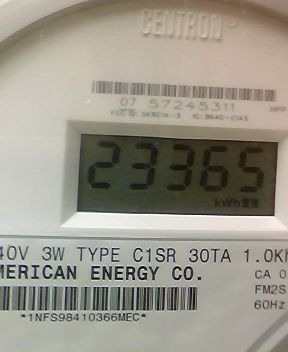 CENTRON
07 57245311
23365
kWh
40V 3W TYPE C1SR 30TA 1.0Kh
MERICAN ENERGY CO.
CA 0
FM2S
60Hz
*1NFS98410366MEC*